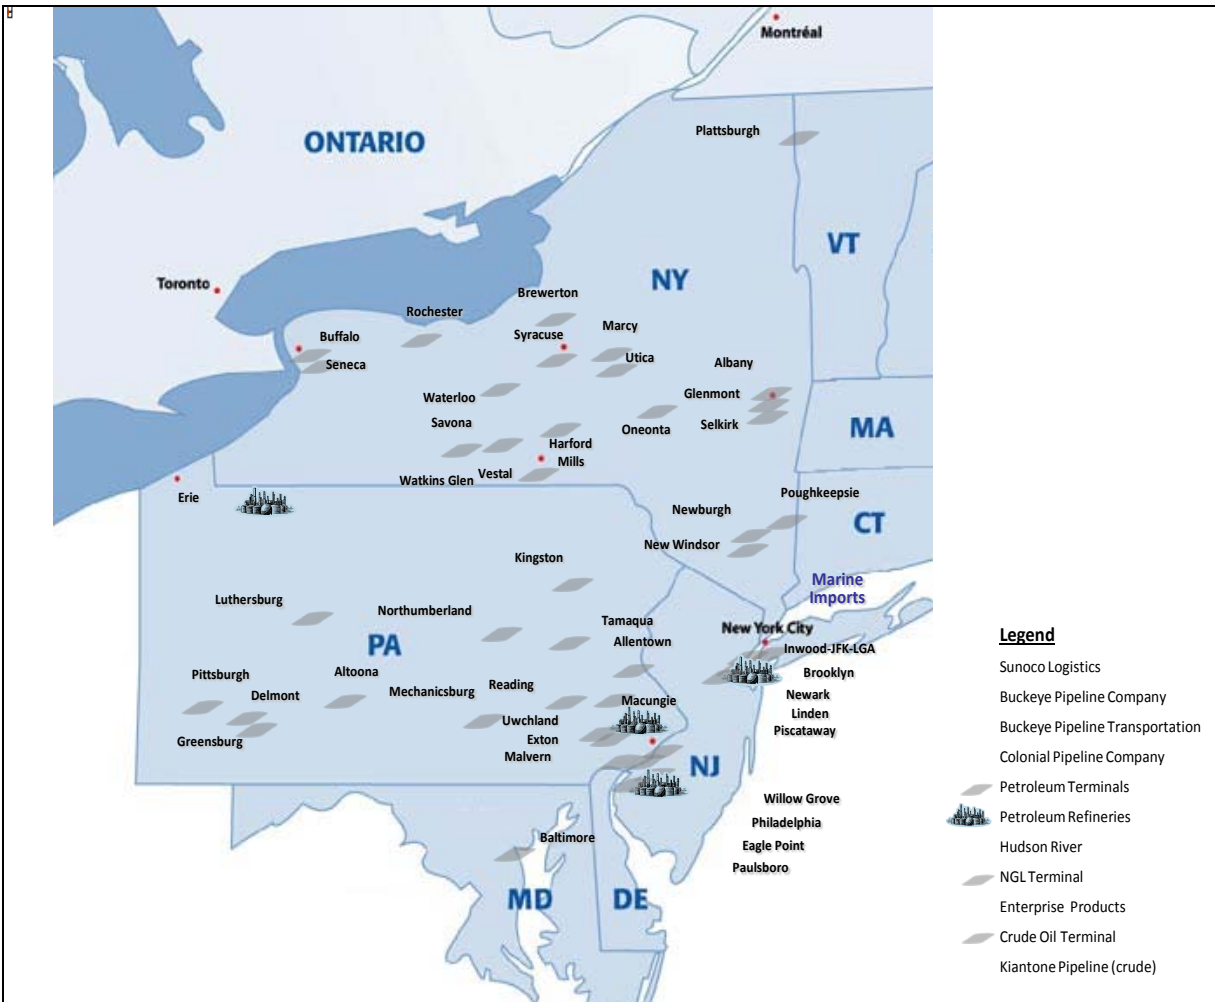 Montréal
Plattsburgh
ONTARIO
VT
NY
Toronto
Brewerton
Rochester
Marcy
Syracuse
Buffalo
Utica
Seneca
Albany
Glenmont
Waterloo
Savona
Selkirk
Oneonta
MA
Harford
Mills
Vestal
Watkins Glen
Erie
Poughkeepsie
Newburgh
CT
New Windsor
Kingston
Marine
Imports
Luthersburg
Northumberland
Tamaqua
New York City
Allentown
PA
Inwood-JFK-LGA
Pittsburgh
Altoona
Brooklyn
Delmont
Mechanicsburg
Reading
Newark
Macungie
Linden
Uwchland
Piscataway
Greensburg
Exton
Malvern
NJ
Willow Grove
Philadelphia
Baltimore
Eagle Point
Paulsboro
MD
DE
Legend
Sunoco Logistics
Buckeye Pipeline Company
Buckeye Pipeline Transportation
Colonial Pipeline Company
Petroleum Terminals
Petroleum Refineries
Hudson River
NGL Terminal
Enterprise Products
Crude Oil Terminal
Kiantone Pipeline (crude)